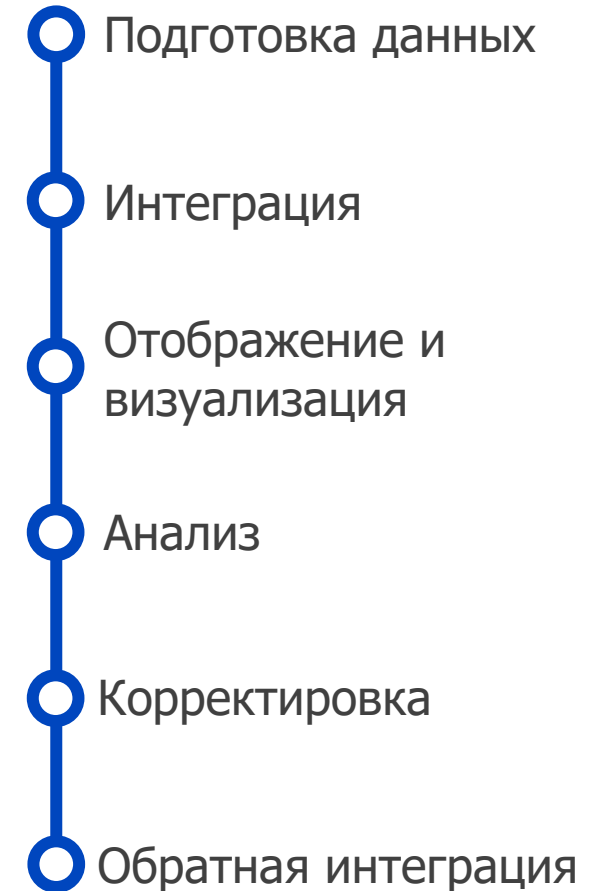 Подготовка данных
Интеграция
Отображение и
визуализация
Анализ
Корректировка
Обратная интеграция